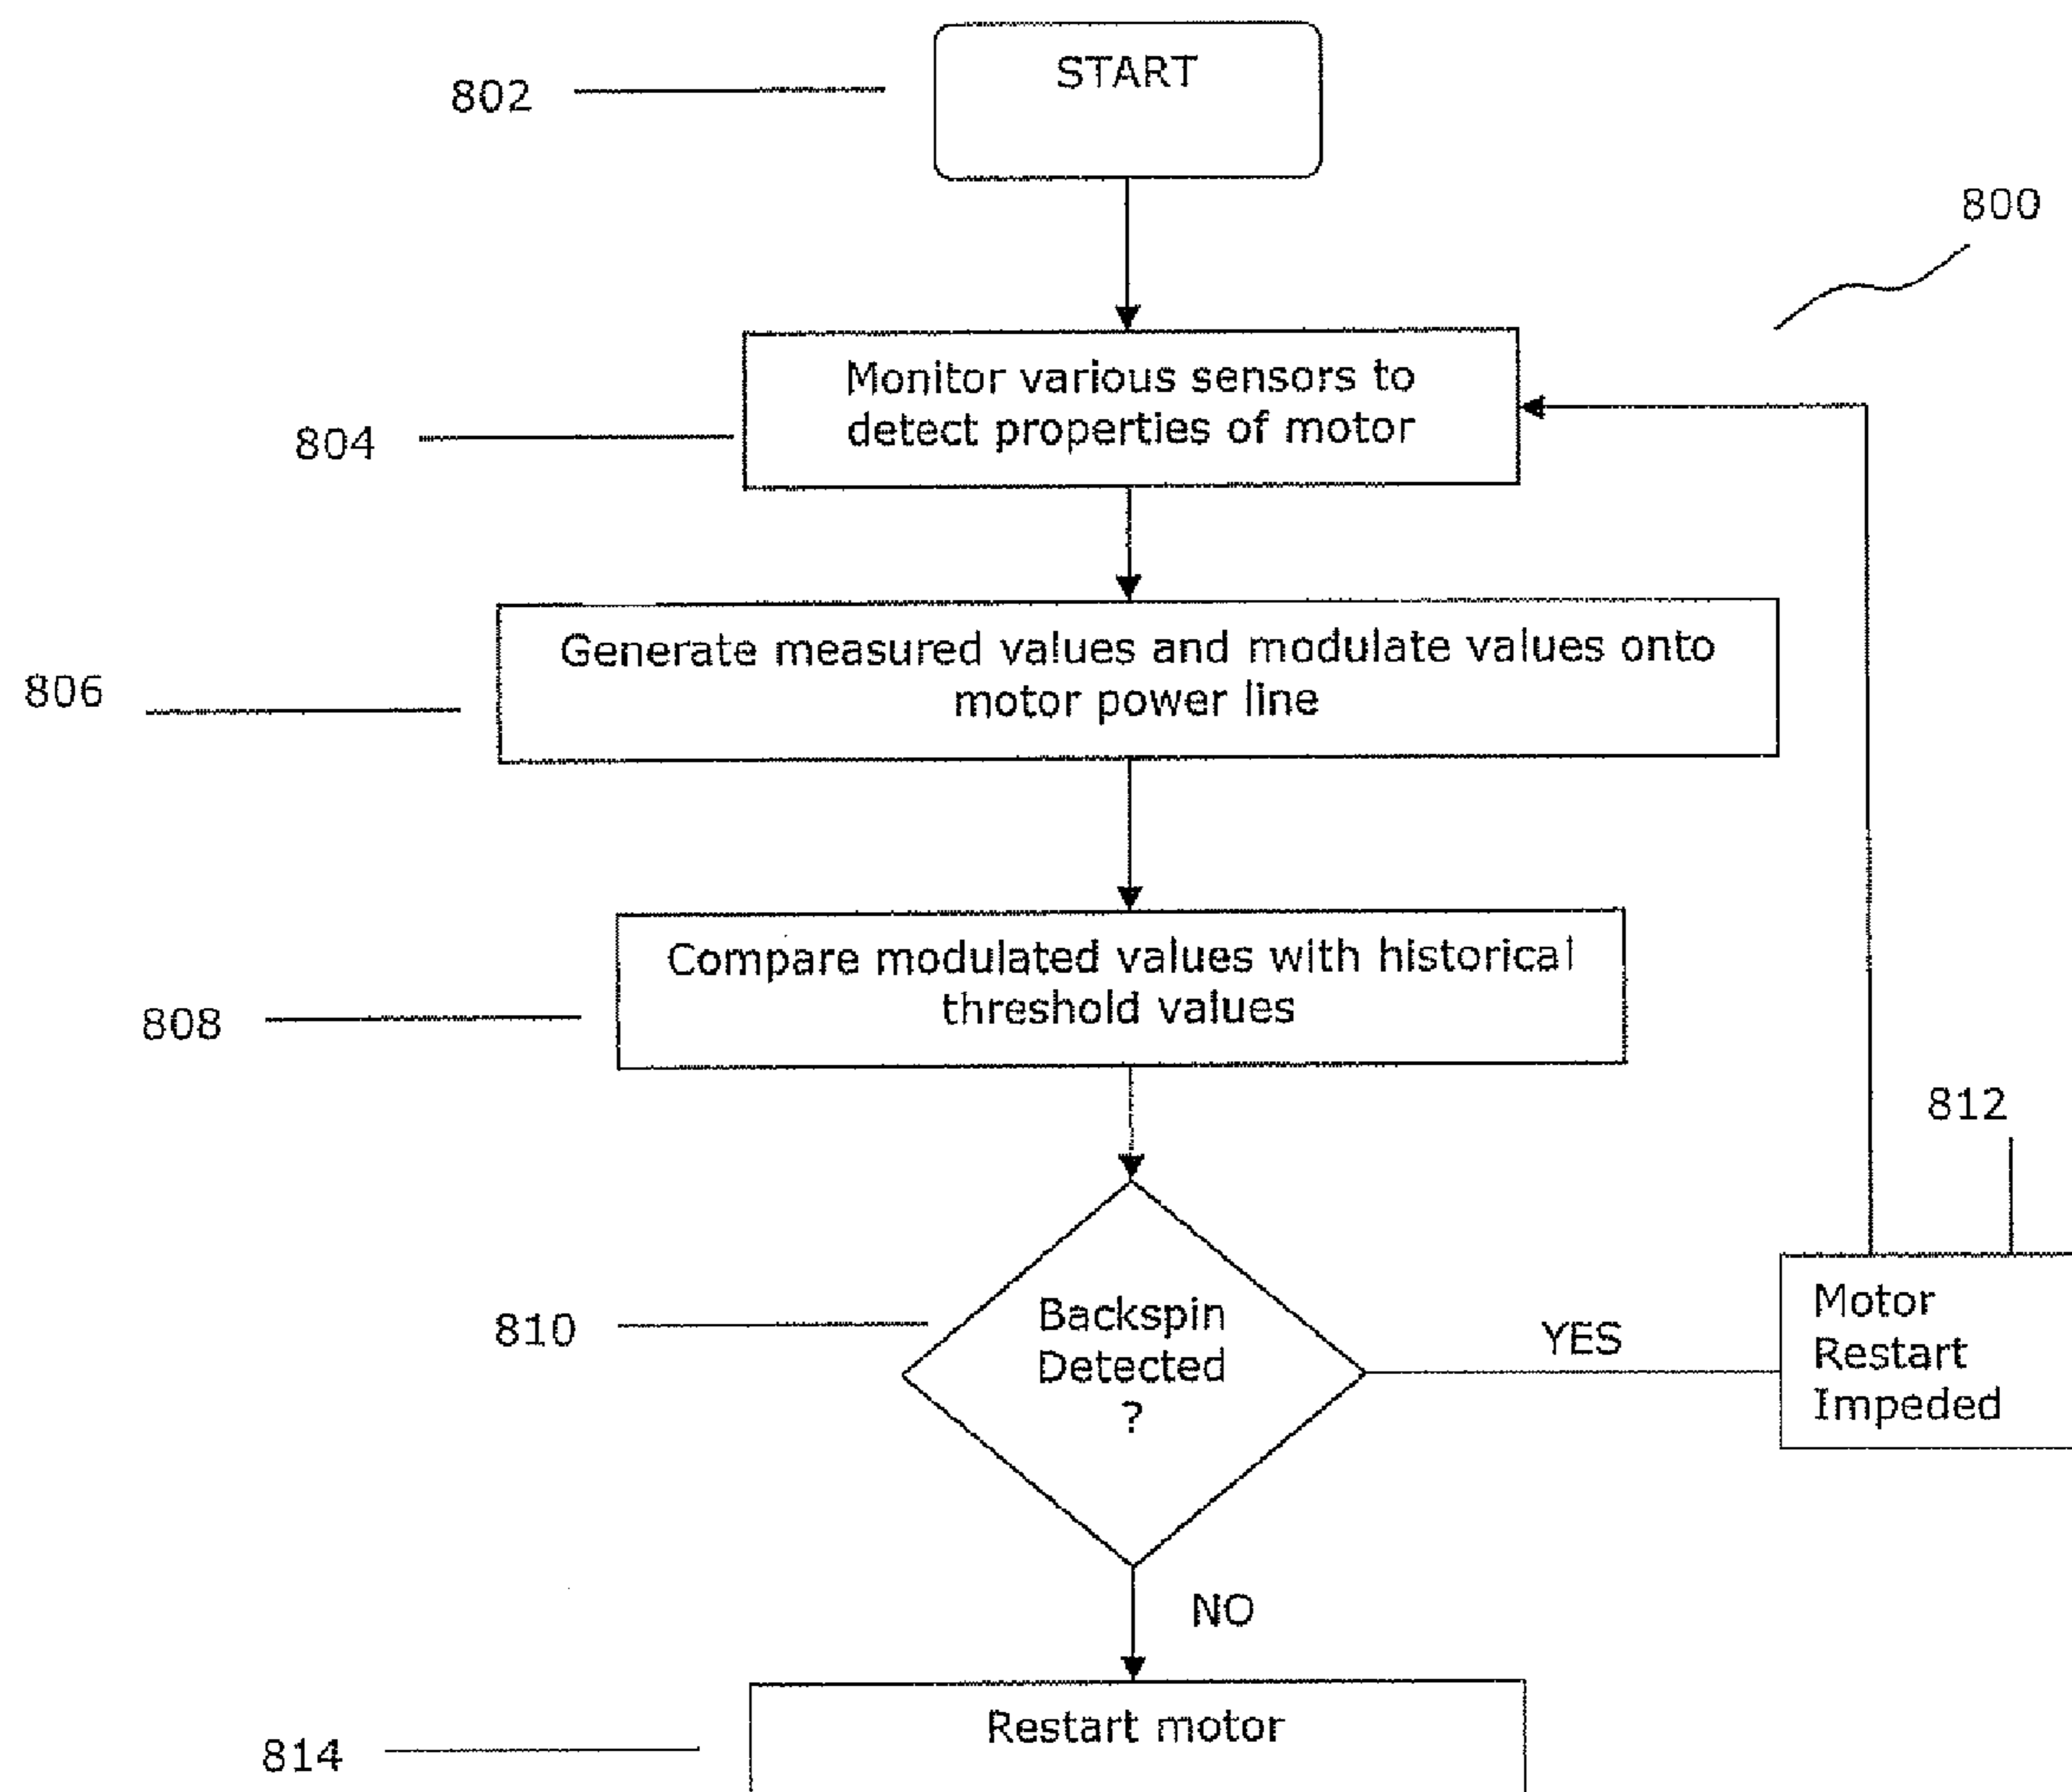 START
802
800
Monitor various sensors to
detect properties of motor
804
Generate measured values and modulate values onto
motor power line
806
Compare modulated values with historical
threshold values
808
812
Backspin
Detected
?
810
YES
Motor
Restart
Impeded
NO
Restart motor
814